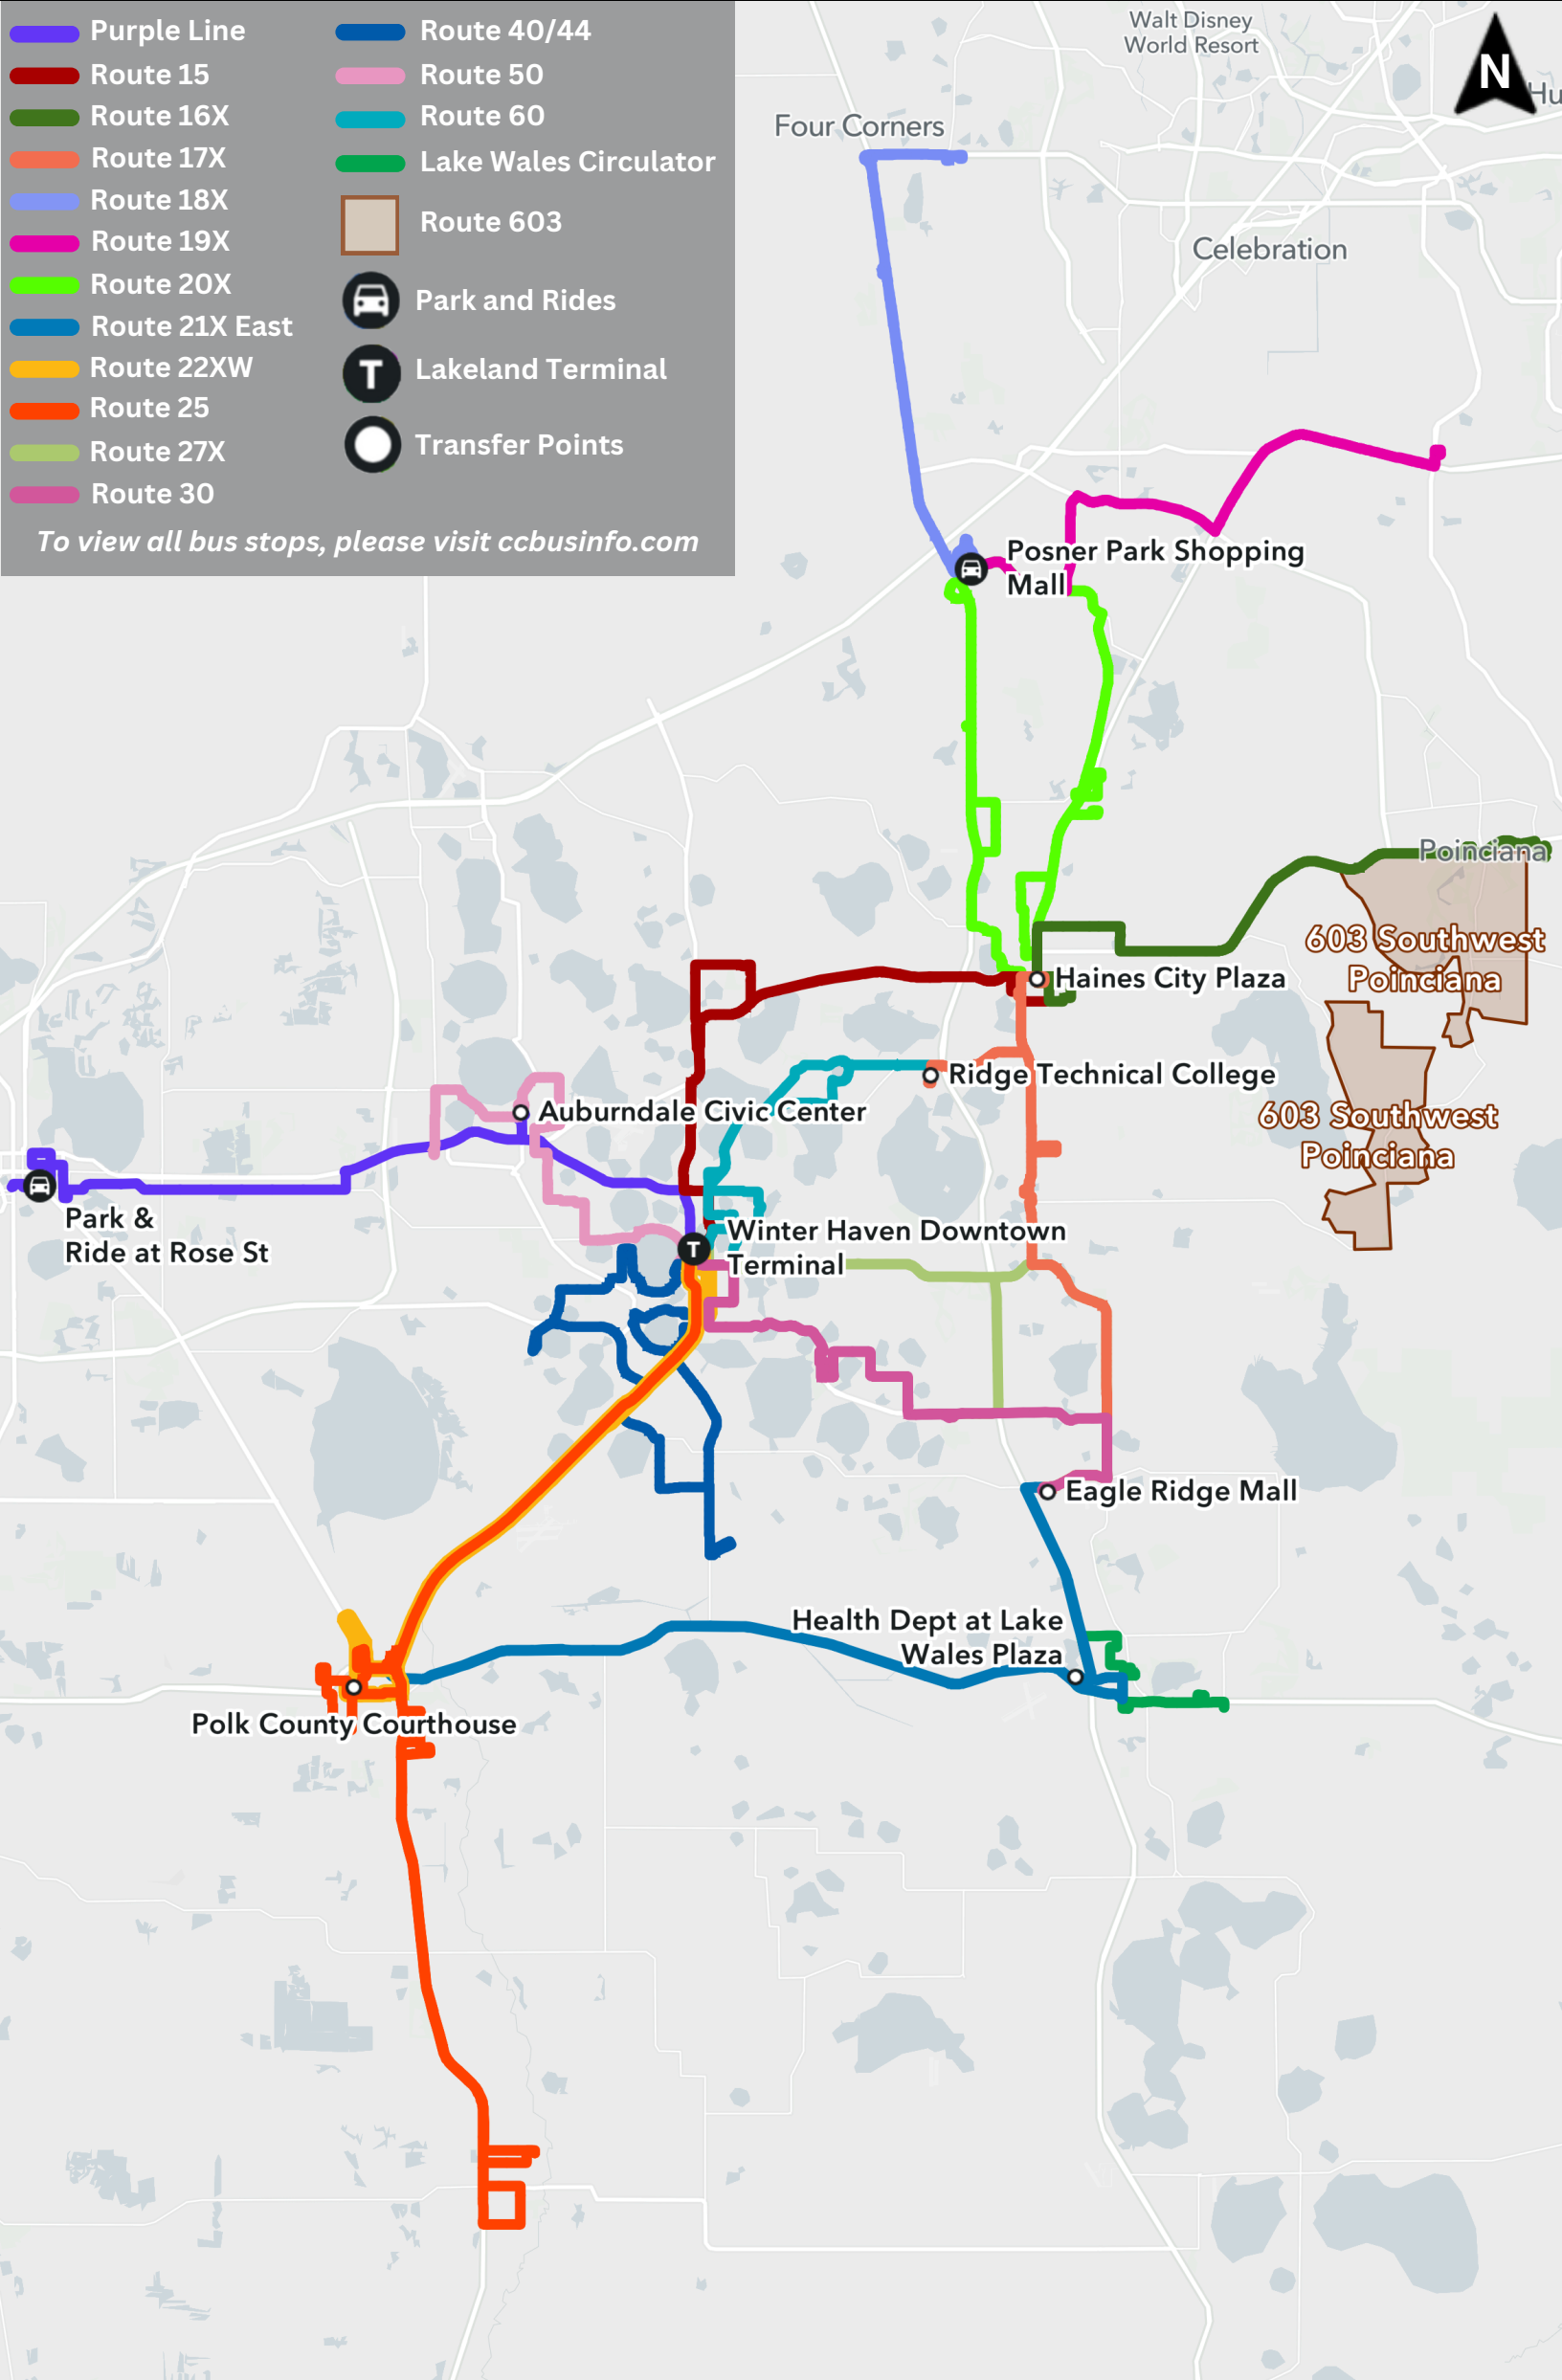 Purple Line
Route 15
Route 16X
Route 17X
Route 18X
Route 19X
Route 20X
Route 21X East
Route 22XW
Route 25
Route 27X
Route 30
Route 40/44
Route 50
Route 60
Lake Wales Circulator
Route 603
Park and Rides
T
Lakeland Terminal
Transfer Points
To view all bus stops, please visit ccbusinfo.com
Walt Disney
World Resort
N
Hu
Four Corners
Celebration
Posner Park Shopping
Mall
Poinciana
603 Southwest
Poinciana
Haines City Plaza
Ridge Technical College
Auburndale Civic Center
603 Southwest
Poinciana
Park &
Ride at Rose St
T
Winter Haven Downtown
Terminal
Eagle Ridge Mall
Health Dept at Lake
Wales Plaza
Polk County Courthouse